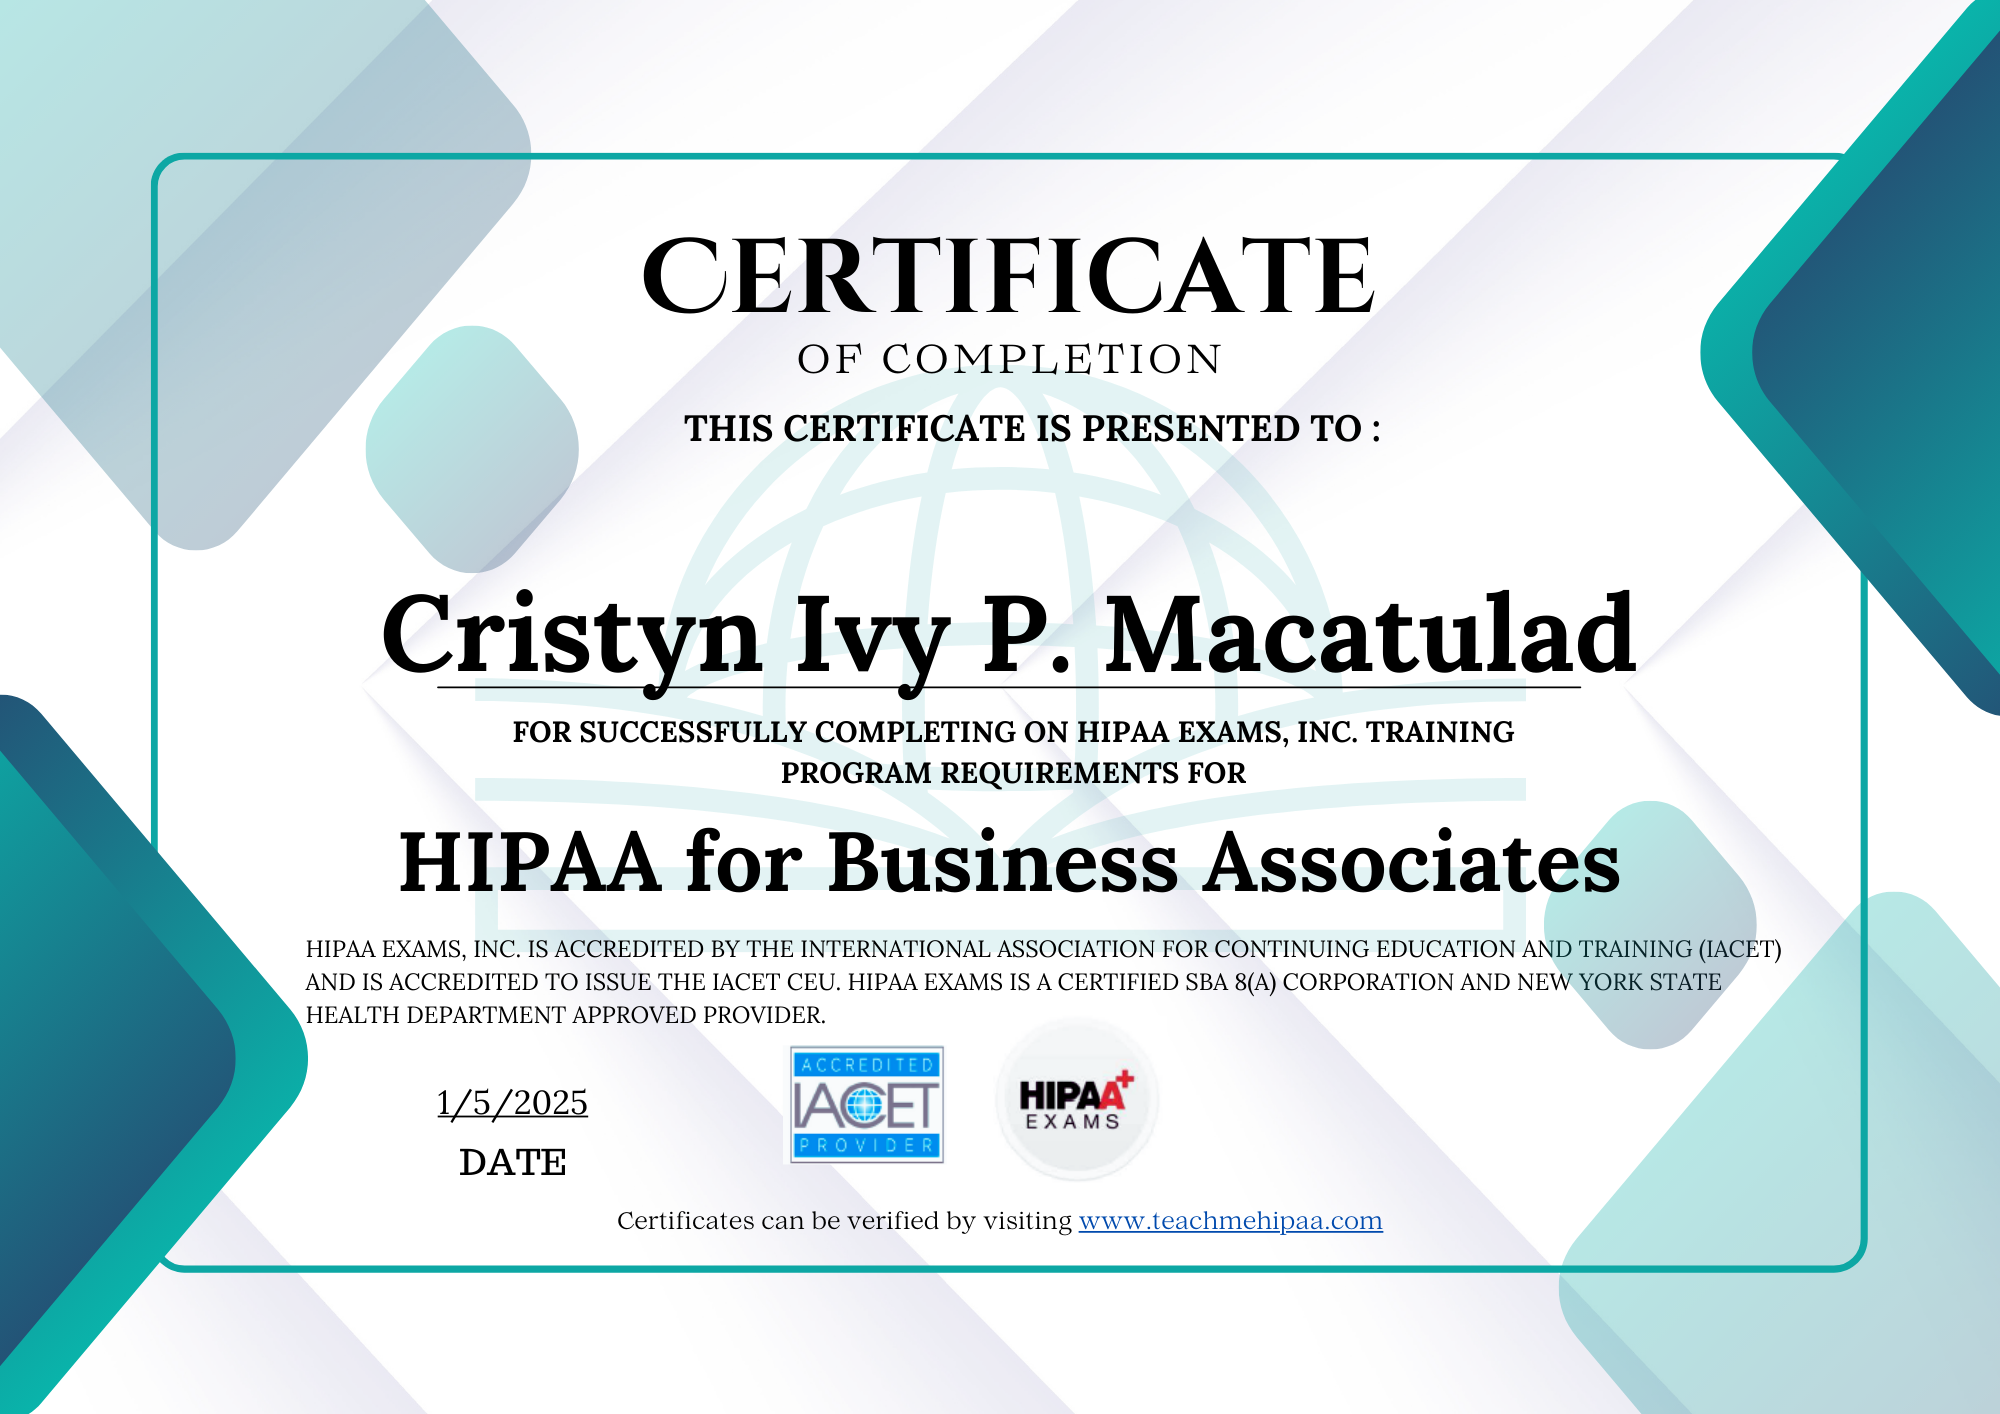 CERTIFICATE
OF COMPLETION
THIS CERTIFICATE IS PRESENTED TO :
Cristyn Ivy P. Macatulad
FOR SUCCESSFULLY COMPLETING ON HIPAA EXAMS, INC. TRAINING
PROGRAM REQUIREMENTS FOR
HIPAA for Business Associates
HIPAA EXAMS, INC. IS ACCREDITED BY THE INTERNATIONAL ASSOCIATION FOR CONTINUING EDUCATION AND TRAINING (IACET)
AND IS ACCREDITED TO ISSUE THE IACET CEU. HIPAA EXAMS IS A CERTIFIED SBA 8(A) CORPORATION AND NEW YORK STATE
HEALTH DEPARTMENT APPROVED PROVIDER.
1/5/2025
DATE
ACCREDITED
IACET
PROVIDER
HIPAA
EXAMS
Certificates can be verified by visiting www.teachmehipaa.com